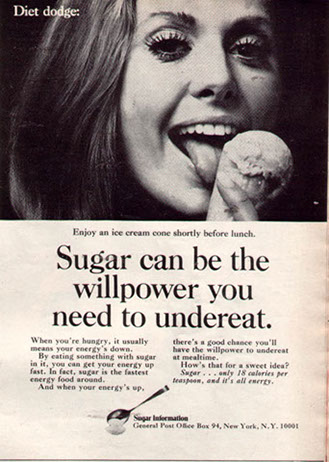 Diet dodge:
Enjoy an ice cream cone shortly before lunch.
Sugar can be the
willpower you
need to undereat.
When you're hungry, it usually
means your energy's down.
By eating something with sugar
in it, you can get your energy up
fast. In fact, sugar is the fastest
energy food around.
And when your energy's up,
there's a good chance you'll
have the willpower to undereat
at mealtime.
How's that for a sweet idea?
Sugar . . . only 18 calories per
teaspoon, and it's all energy.
Sugar Information
General Post Office Box 94, New York, N.Y. 10001